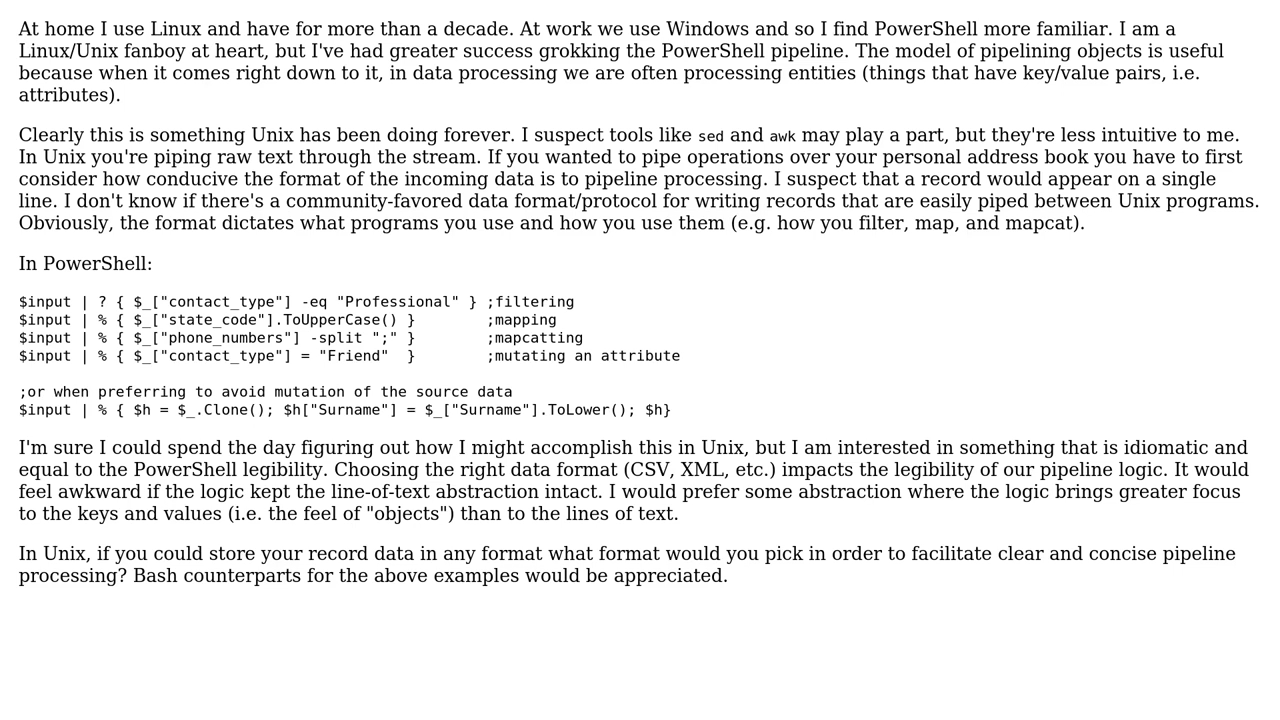 At home I use Linux and have for more than a decade. At work we use Windows and so I find PowerShell more familiar. I am a
Linux/Unix fanboy at heart, but I've had greater success grokking the PowerShell pipeline. The model of pipelining objects is useful
because when it comes right down to it, in data processing we are often processing entities (things that have key/value pairs, i.e.
attributes).
Clearly this is something Unix has been doing forever. I suspect tools like sed and awk may play a part, but they're less intuitive to me.
In Unix you're piping raw text through the stream. If you wanted to pipe operations over your personal address book you have to first
consider how conducive the format of the incoming data is to pipeline processing. I suspect that a record would appear on a single
line. I don't know if there's a community-favored data format/protocol for writing records that are easily piped between Unix programs.
Obviously, the format dictates what programs you use and how you use them (e.g. how you filter, map, and mapcat).
In PowerShell:
$input | ? { $_["contact_type"] -eq "Professional" } ;filtering
$input | % { $_["state_code"].ToUpperCase() }        ;mapping
$input | % { $_["phone_numbers"] -split ";" }        ;mapcatting
$input | % { $_["contact_type"] = "Friend"  }        ;mutating an attribute
;or when preferring to avoid mutation of the source data
$input | % { $h = $_.Clone(); $h["Surname"] = $_["Surname"].ToLower(); $h}
I'm sure I could spend the day figuring out how I might accomplish this in Unix, but I am interested in something that is idiomatic and
equal to the PowerShell legibility. Choosing the right data format (CSV, XML, etc.) impacts the legibility of our pipeline logic. It would
feel awkward if the logic kept the line-of-text abstraction intact. I would prefer some abstraction where the logic brings greater focus
to the keys and values (i.e. the feel of "objects") than to the lines of text.
In Unix, if you could store your record data in any format what format would you pick in order to facilitate clear and concise pipeline
processing? Bash counterparts for the above examples would be appreciated.